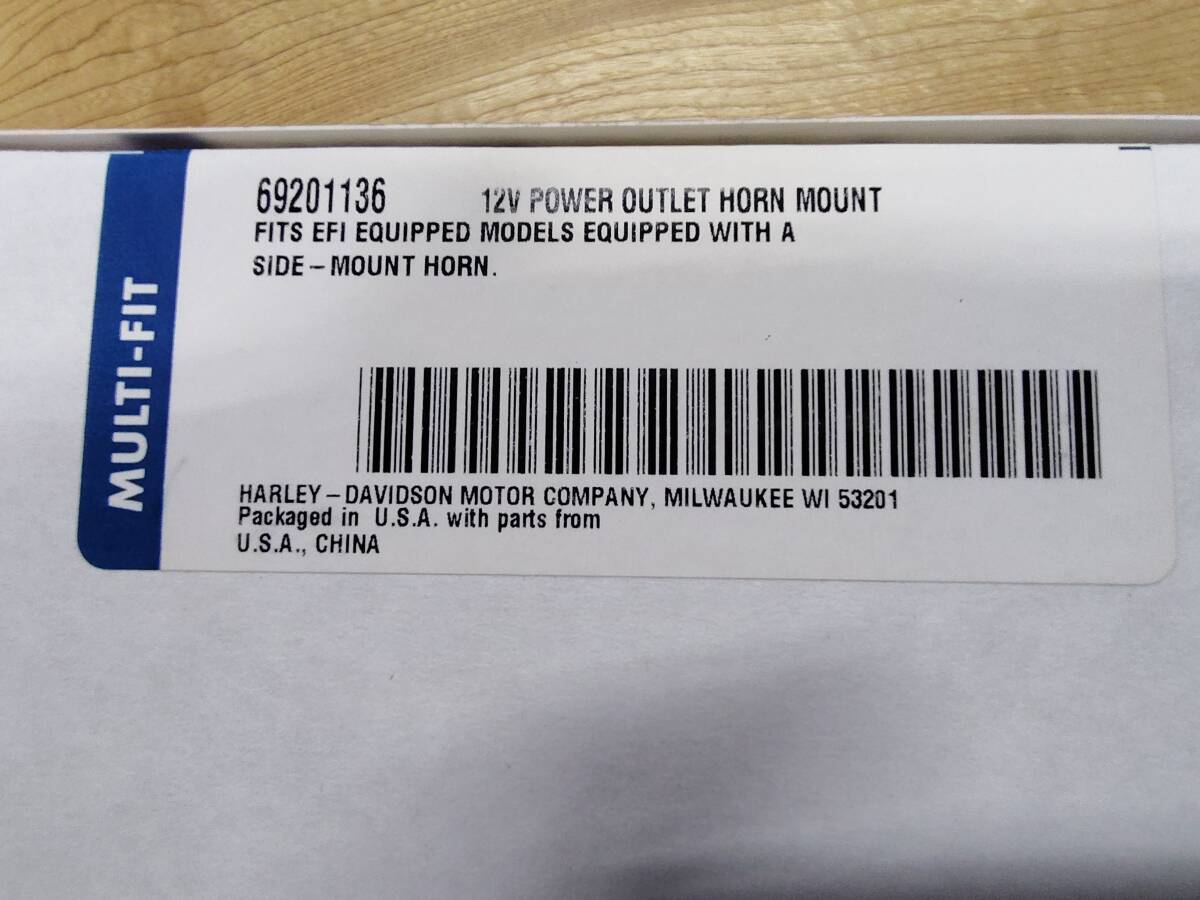 69201136 12V POWER OUTLET HORN MOUNT
FITS EFI EQUIPPED MODELS EQUIPPED WITH A
SIDE-MOUNT HORN.
MULTI-FIT
HARLEY-DAVIDSON MOTOR COMPANY, MILWAUKEE WI 53201
Packaged in U.S.A. with parts from
U.S.A., CHINA